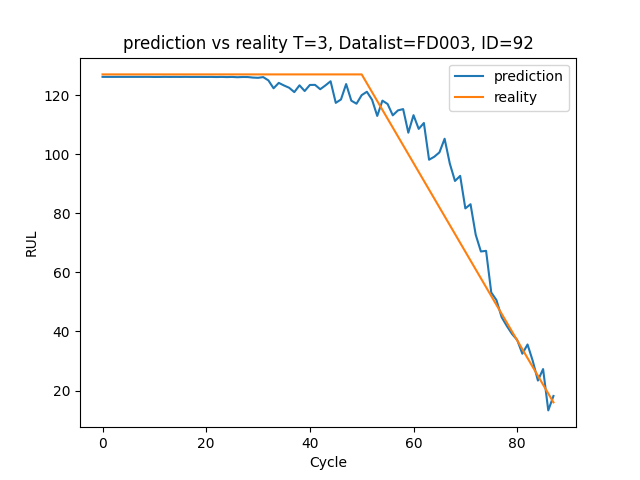 prediction vs reality T=3, Datalist=FD003, ID=92
prediction
reality
120
100
80
60
40
20
RUL
0
20
40
60
80
Cycle